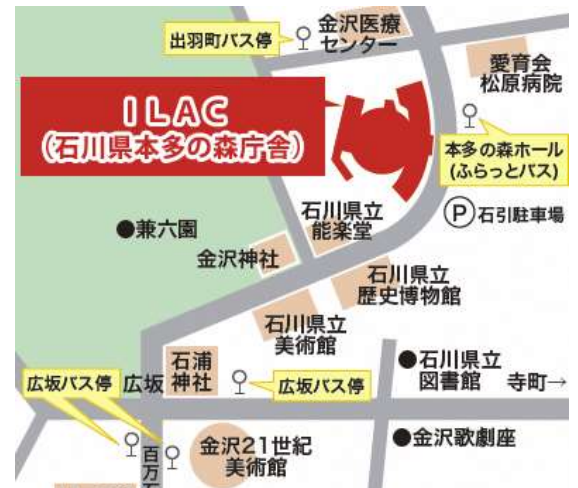 出羽町バス停
金沢医療
センター
愛育会
松原病院
ILAC
(石川県本多の森庁舎)
本多の森ホール
(ふらっとバス)
P 石引駐車場
石川県立
能楽堂
●兼六園
金沢神社
石川県立
歴史博物館
石川県立
美術館
石浦
神社
広坂バス停
広坂
広坂バス停
●石川県立
図書館
寺町→
金沢21世紀
美術館
●金沢歌劇座
百万